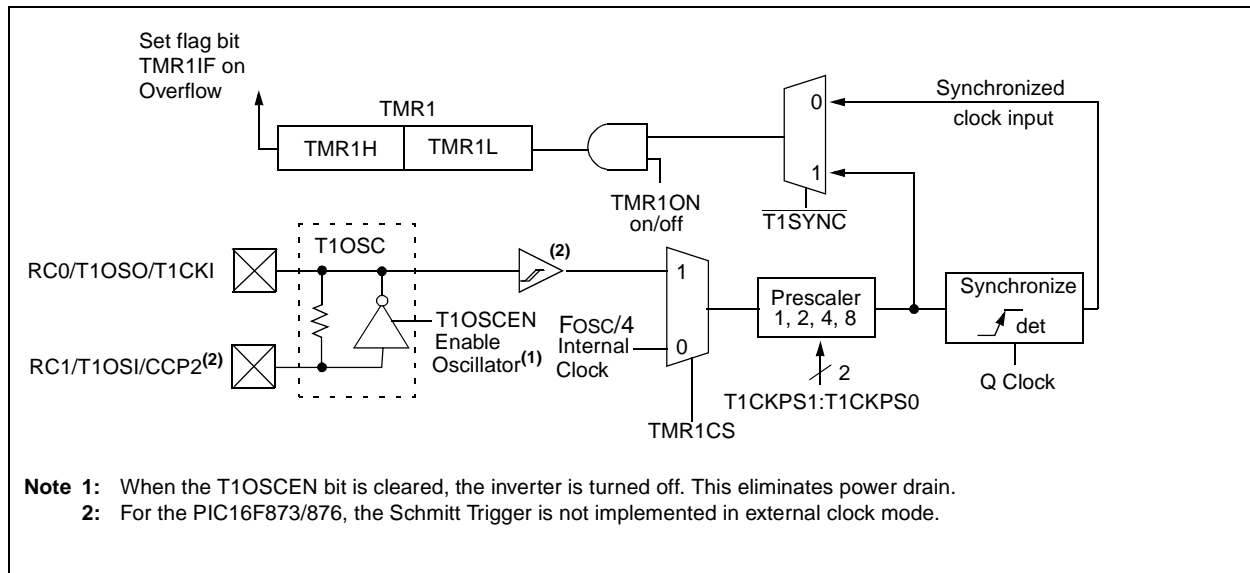 Set flag bit
TMR1IF on
Overflow
TMR1
TMR1H
TMR1L
TMR1ON
on/off
0
1
T1SYNC
Synchronized
clock input
RC0/T1OSO/T1CKI
T1OSC
(2)
RC1/T1OSI/CCP2(2)
T1OSCEN
Enable
Oscillator(1)
FOSC/4
Internal
Clock
1
0
TMR1CS
Prescaler
1, 2, 4, 8
2
T1CKPS1:T1CKPS0
Synchronize
det
Q Clock
Note 1: When the T1OSCEN bit is cleared, the inverter is turned off. This eliminates power drain.
2: For the PIC16F873/876, the Schmitt Trigger is not implemented in external clock mode.